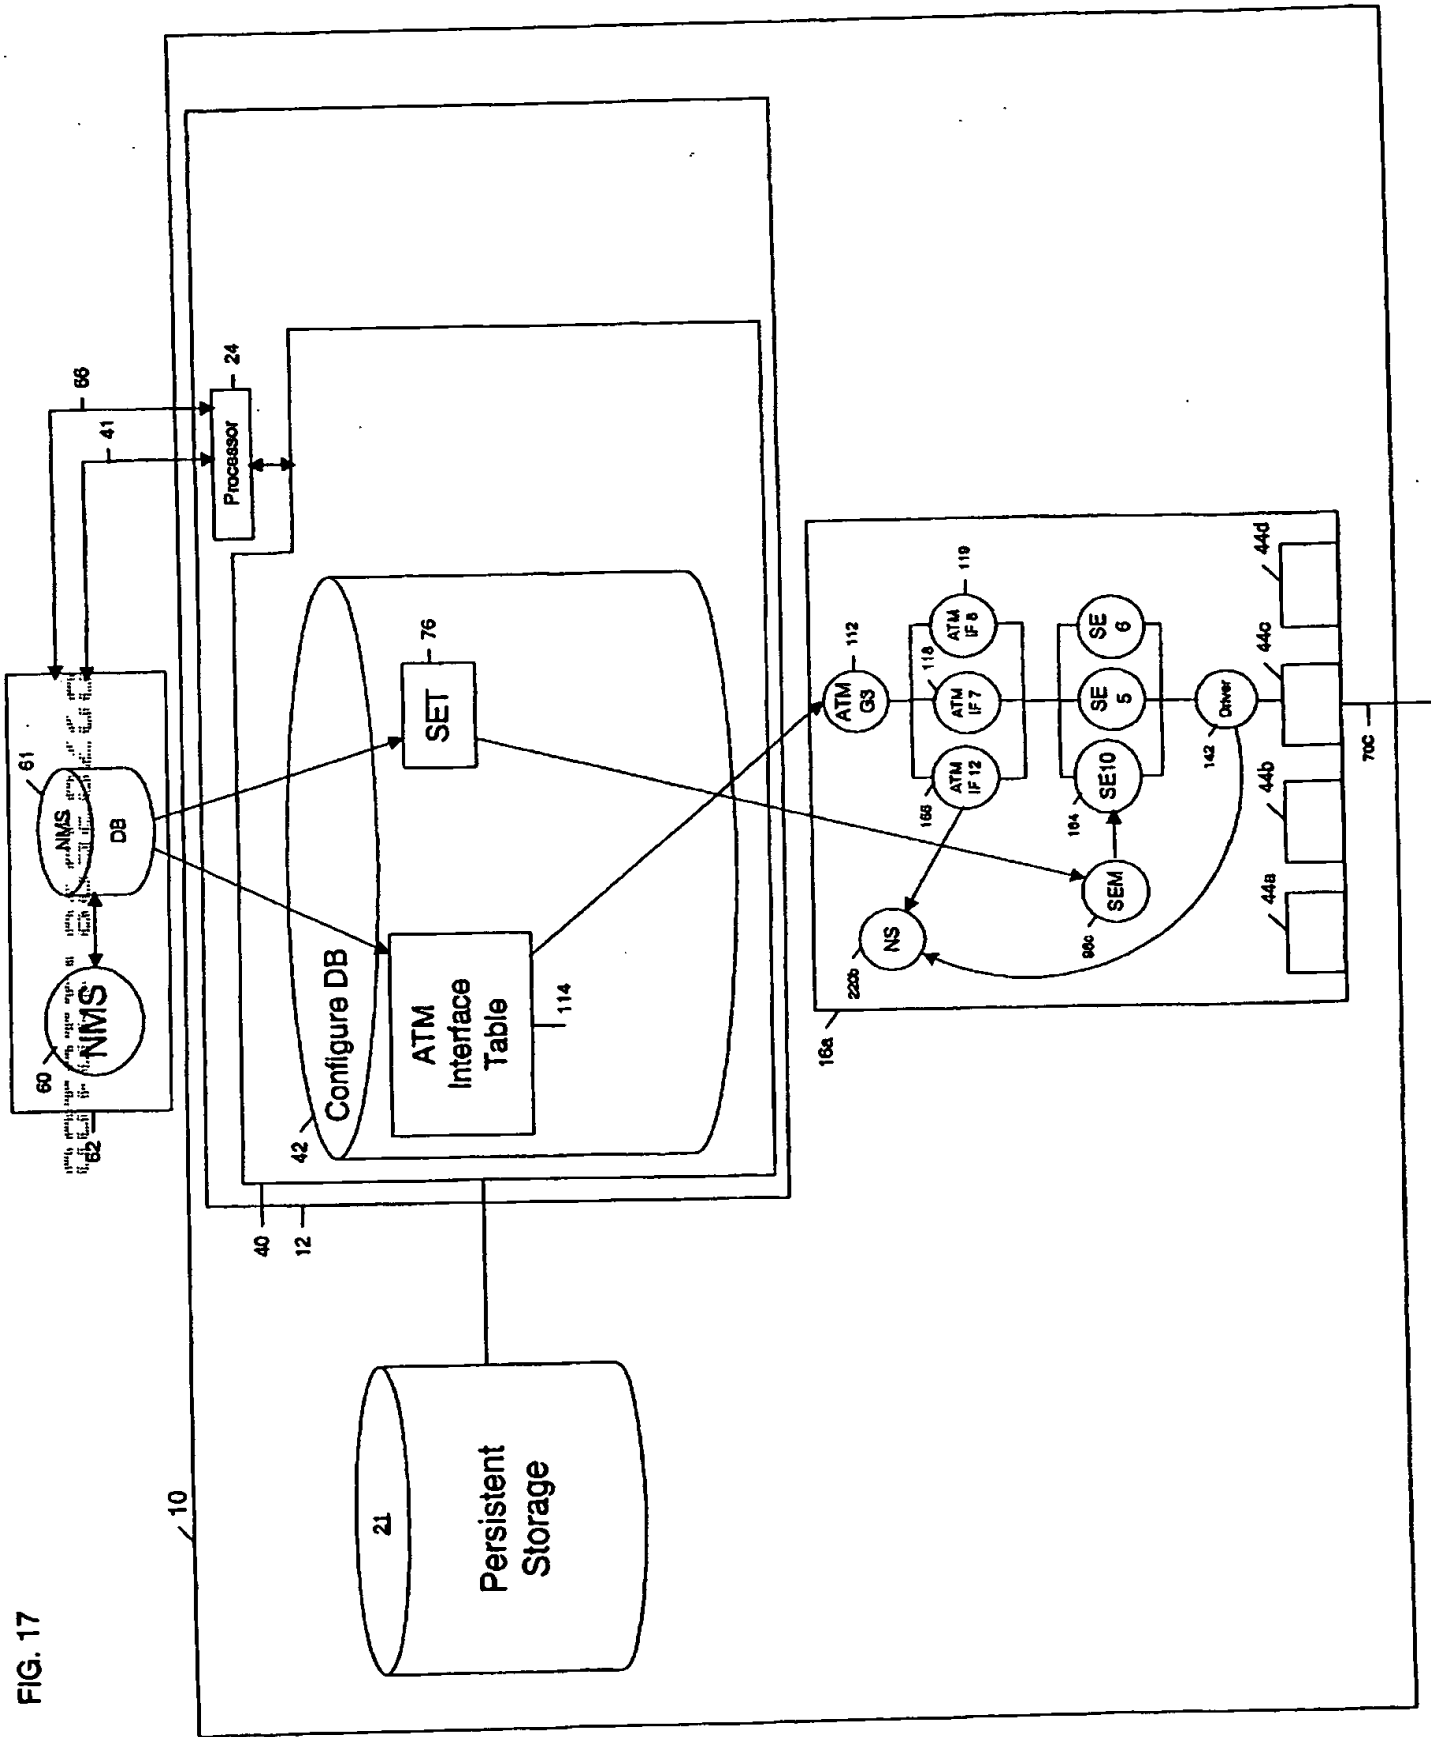 FIG. 17
10
62
60
NMS
61
NMS
DB
41
66
Processor
24
40
12
42
Configure DB
ATM
Interface
Table
114
SET
76
21
Persistent
Storage
16a
220b
NS
ATM
G3
112
168
ATM
IF 12
118
ATM
IF 7
ATM
IF 8
119
SEM
96c
164
SE10
SE
5
SE
6
142
Driver
44a
44b
44c
44d
70C